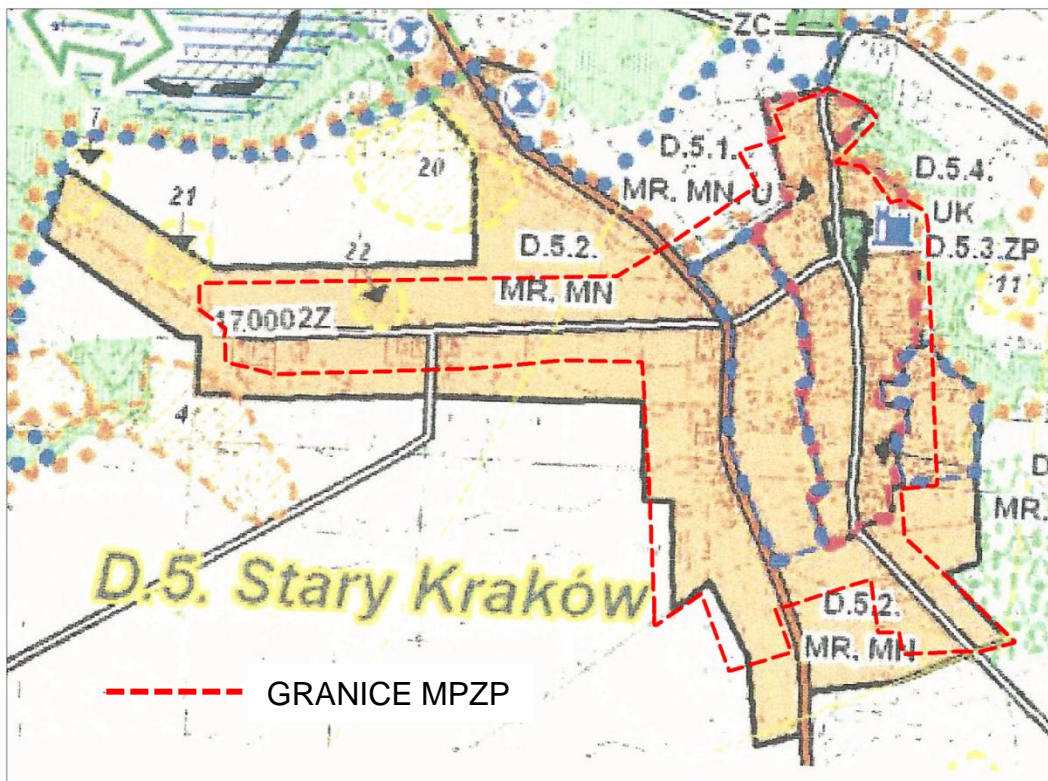 ZC
7
20
D.5.1.
MR. MN, U
D.5.4.
UK
21
22
D.5.2.
MR. MN
D.5.3.ZP
11
17.0002Z
4
D
MR.
D.5. Stary Kraków
D.5.2.
MR. MN
GRANICE MPZP